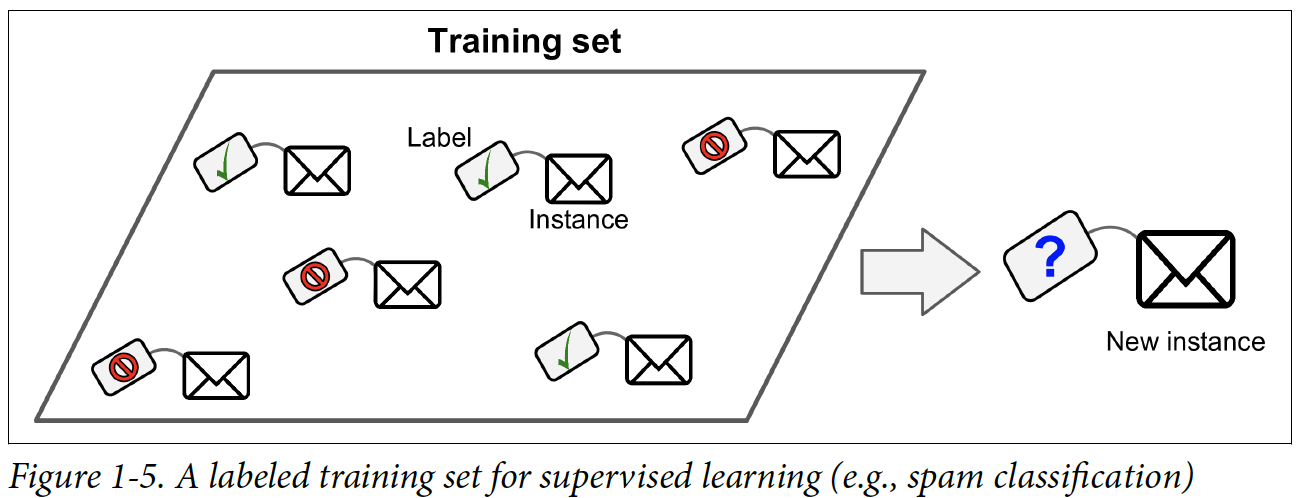 Training set
Label
Instance
?
New instance
Figure 1-5. A labeled training set for supervised learning (e.g., spam classification)